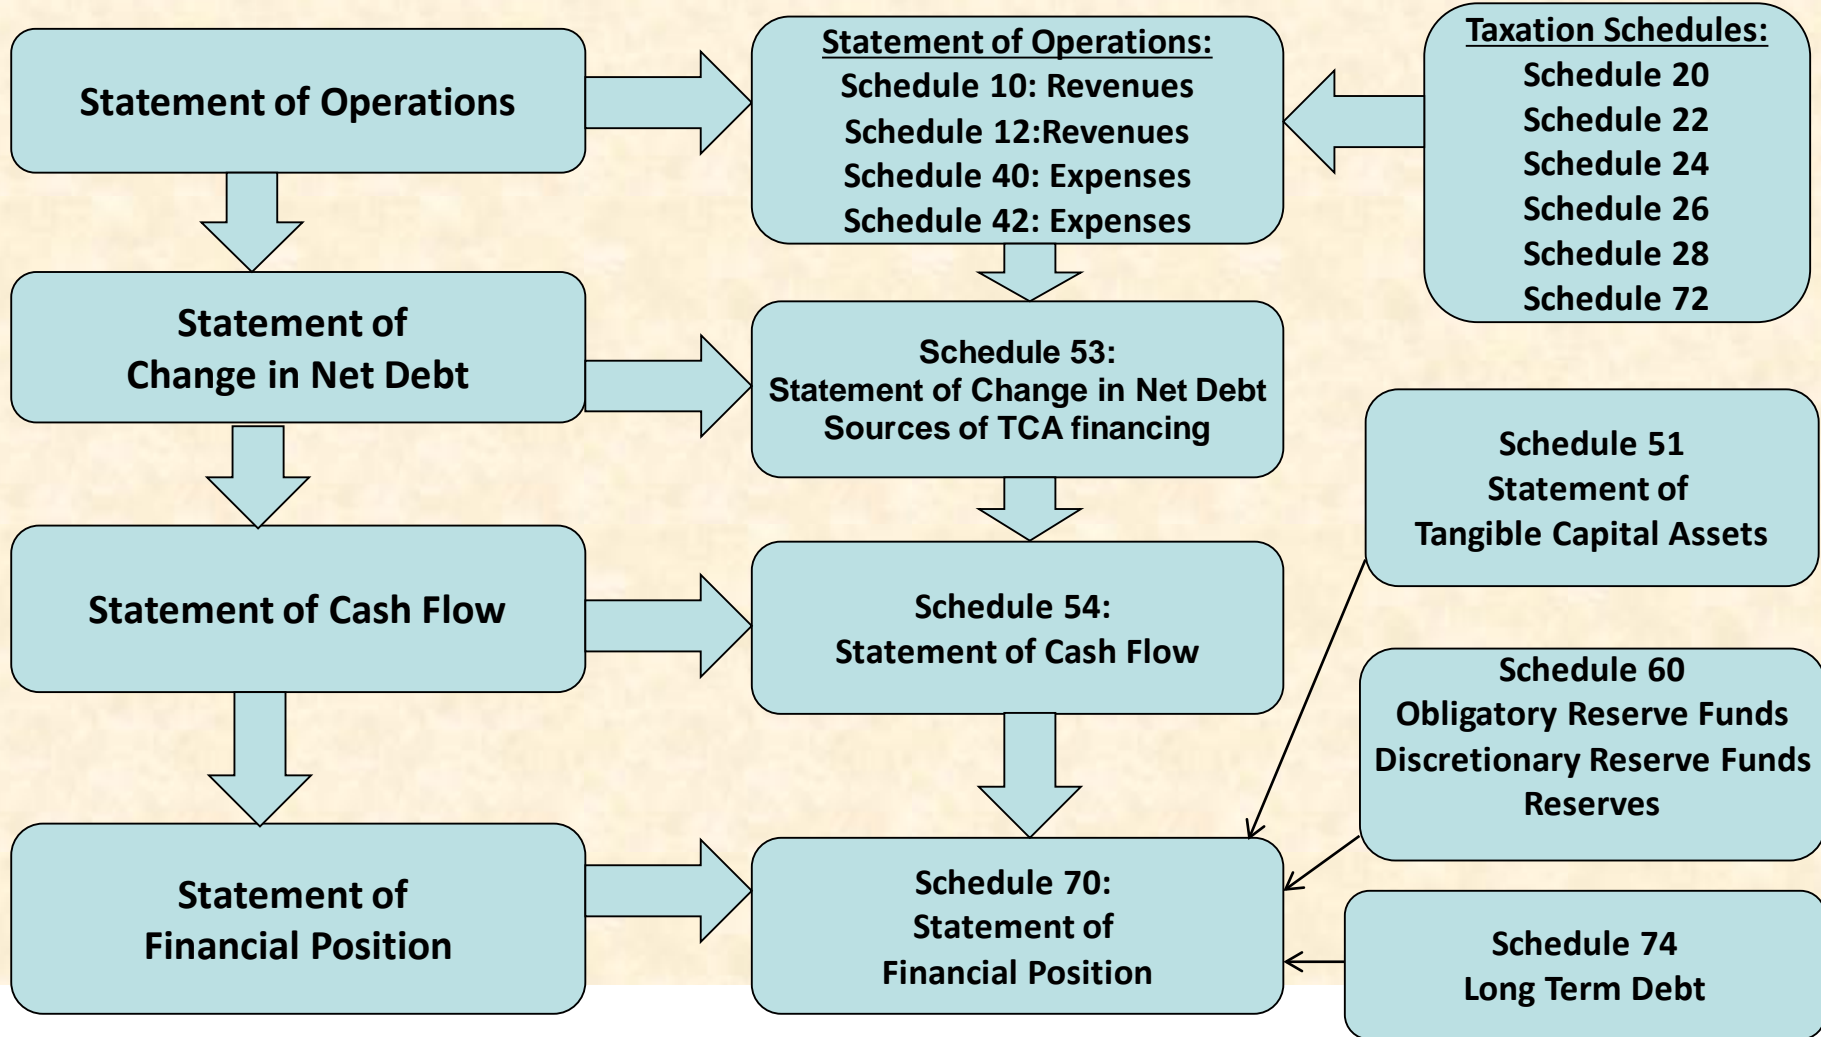 Statement of Operations
Statement of Operations:
Schedule 10: Revenues
Schedule 12:Revenues
Schedule 40: Expenses
Schedule 42: Expenses
Taxation Schedules:
Schedule 20
Schedule 22
Schedule 24
Schedule 26
Schedule 28
Schedule 72
Statement of
Change in Net Debt
Schedule 53:
Statement of Change in Net Debt
Sources of TCA financing
Schedule 51
Statement of
Tangible Capital Assets
Statement of Cash Flow
Schedule 54:
Statement of Cash Flow
Schedule 60
Obligatory Reserve Funds
Discretionary Reserve Funds
Reserves
Statement of
Financial Position
Schedule 70:
Statement of
Financial Position
Schedule 74
Long Term Debt